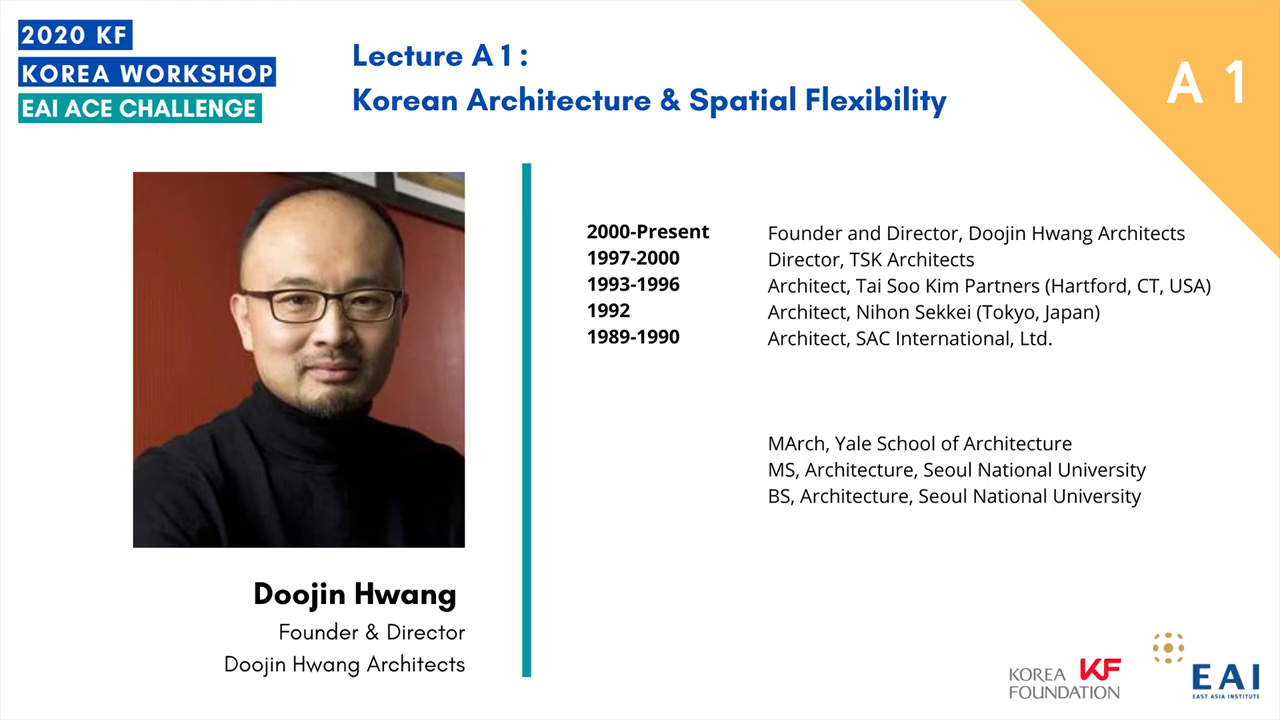 2020 KF
KOREA WORKSHOP
EAI ACE CHALLENGE
Lecture A 1 :
Korean Architecture & Spatial Flexibility
A 1
2000-Present Founder and Director, Doojin Hwang Architects
1997-2000 Director, TSK Architects
1993-1996 Architect, Tai Soo Kim Partners (Hartford, CT, USA)
1992 Architect, Nihon Sekkei (Tokyo, Japan)
1989-1990 Architect, SAC International, Ltd.
MArch, Yale School of Architecture
MS, Architecture, Seoul National University
BS, Architecture, Seoul National University
Doojin Hwang
Founder & Director
Doojin Hwang Architects
KOREA KF
FOUNDATION
EAI
EAST ASIA INSTITUTE